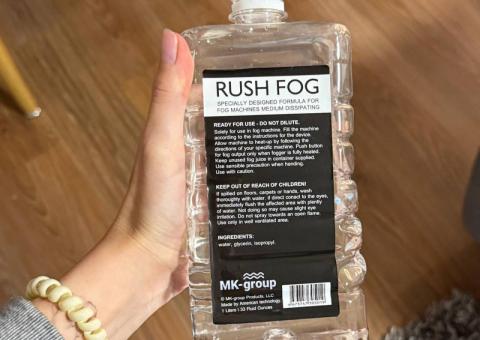 RUSH FOG
SPECIALLY DESIGNED FORMULA FOR
FOG MACHINES MEDIUM DISSIPATING
READY FOR USE - DO NOT DILUTE.
Solely for use in fog machine. Fill the machine
according to the instructions for the device.
Allow machine to heat-up by following the
directions of your specific machine. Push button
for fog output only when fogger is fully heated.
Keep unused fog juice in container supplied.
Use sensible precaution when handing.
Use with caution.
KEEP OUT OF REACH OF CHILDREN!
If spilled on floors, carpets or hands, wash
thoroughly with water. if direct conect to the eyes,
immediately flush the affected area with plently
of water. Not doing so may cause slight eye
irritation. Do not spray towards an open flame.
Use only in well ventilated area.
INGREDIENTS:
water, glycerin, isopropyl.
MK-group
© MK-group Products, LLC
Made by American technology
1 Liters | 33 Fluid Ounces